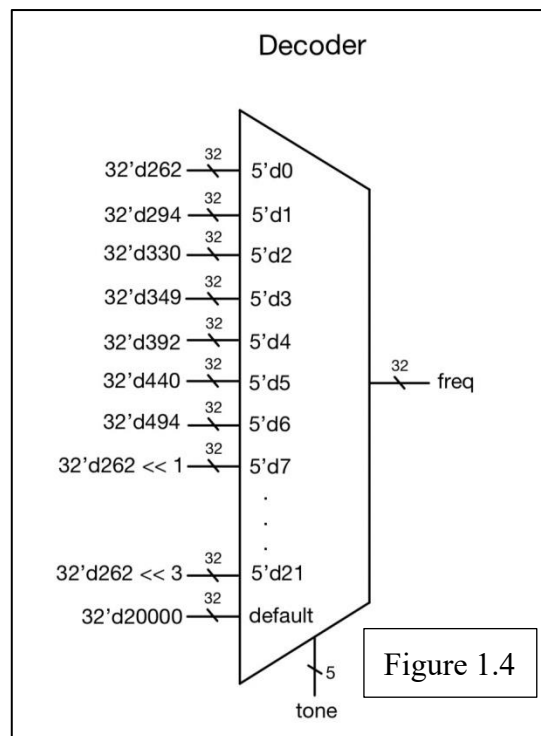 Decoder
32'd262 32 5'd0
32'd294 32 5'd1
32'd330 32 5'd2
32'd349 32 5'd3
32'd392 32 5'd4
32'd440 32 5'd5
32 freq
32'd494 32 5'd6
32'd262 << 1 32 5'd7
.
.
.
32'd262 << 3 32 5'd21
32'd20000 32 default
5
tone
Figure 1.4